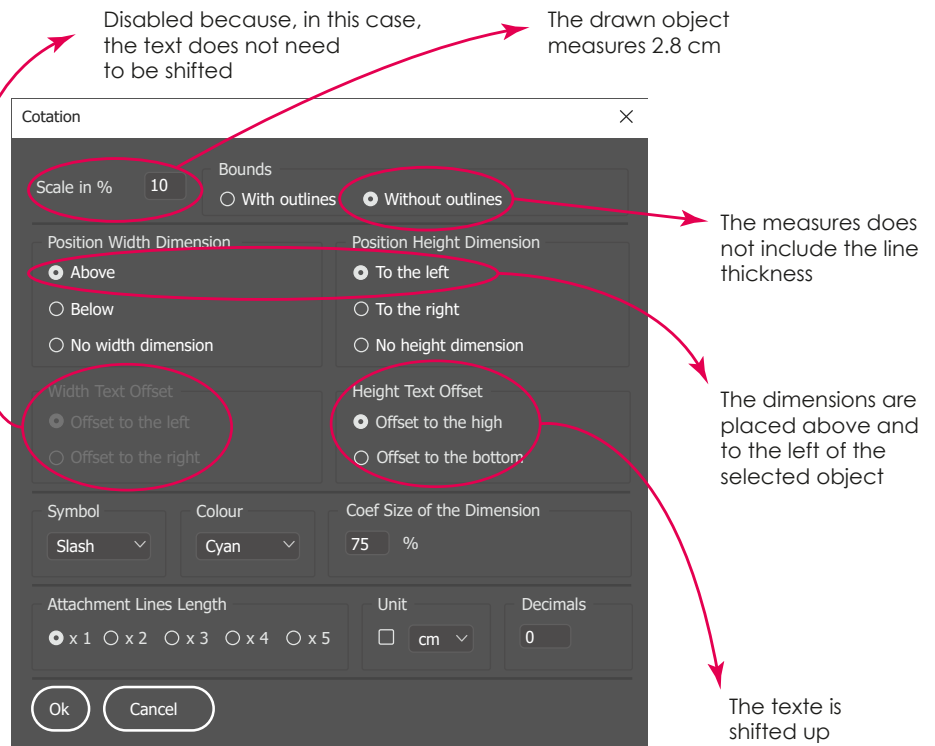 Disabled because, in this case,
the text does not need
to be shifted
The drawn object
measures 2.8 cm
Cotation
Scale in % 10
Bounds
With outlines Without outlines
The measures does
not include the line
thickness
Position Width Dimension
Above
Below
No width dimension
Position Height Dimension
To the left
To the right
No height dimension
Width Text Offset
Offset to the left
Offset to the right
Height Text Offset
Offset to the high
Offset to the bottom
The dimensions are
placed above and
to the left of the
selected object
Symbol
Slash
Colour
Cyan
Coef Size of the Dimension
75 %
Attachment Lines Length
x 1 x 2 x 3 x 4 x 5
Unit
cm
Decimals
0
Ok Cancel
The texte is
shifted up